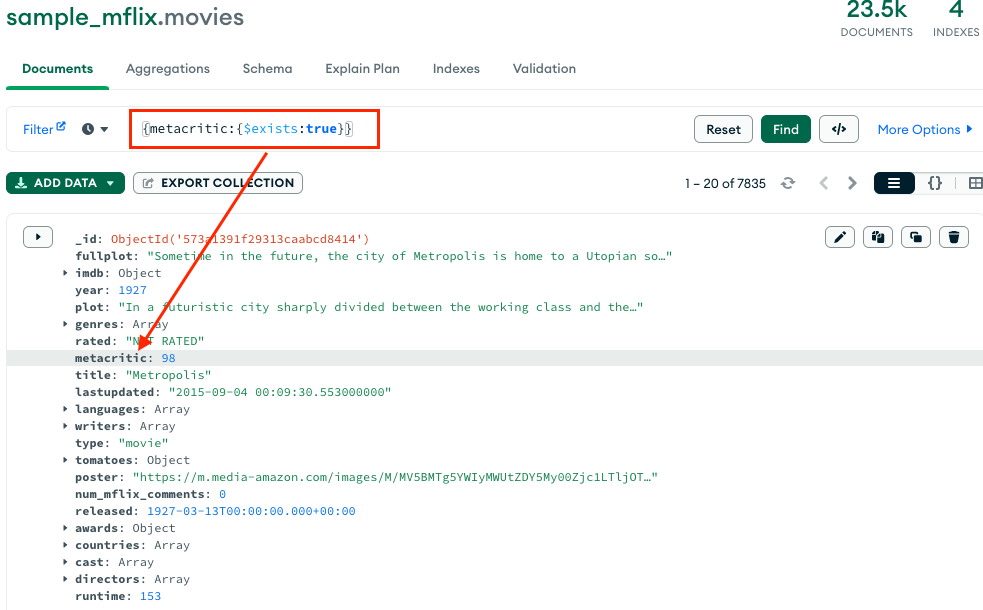 sample_mflix.movies
23.5k 4
DOCUMENTS INDEXES
Documents Aggregations Schema Explain Plan Indexes Validation
Filter {metacritic:{$exists:true}} Reset Find </> More Options
ADD DATA EXPORT COLLECTION 1 – 20 of 7835 {}
_id: ObjectId('573a1391f29313caabcd8414')
fullplot: "Sometime in the future, the city of Metropolis is home to a Utopian so…"
imdb: Object
year: 1927
plot: "In a futuristic city sharply divided between the working class and the…"
genres: Array
rated: "NOT RATED"
metacritic: 98
title: "Metropolis"
lastupdated: "2015-09-04 00:09:30.553000000"
languages: Array
writers: Array
type: "movie"
tomatoes: Object
poster: "https://m.media-amazon.com/images/M/MV5BMTg5YWIyMWUtZDY5My00Zjc1LTljOT…"
num_mflix_comments: 0
released: 1927-03-13T00:00:00.000+00:00
awards: Object
countries: Array
cast: Array
directors: Array
runtime: 153